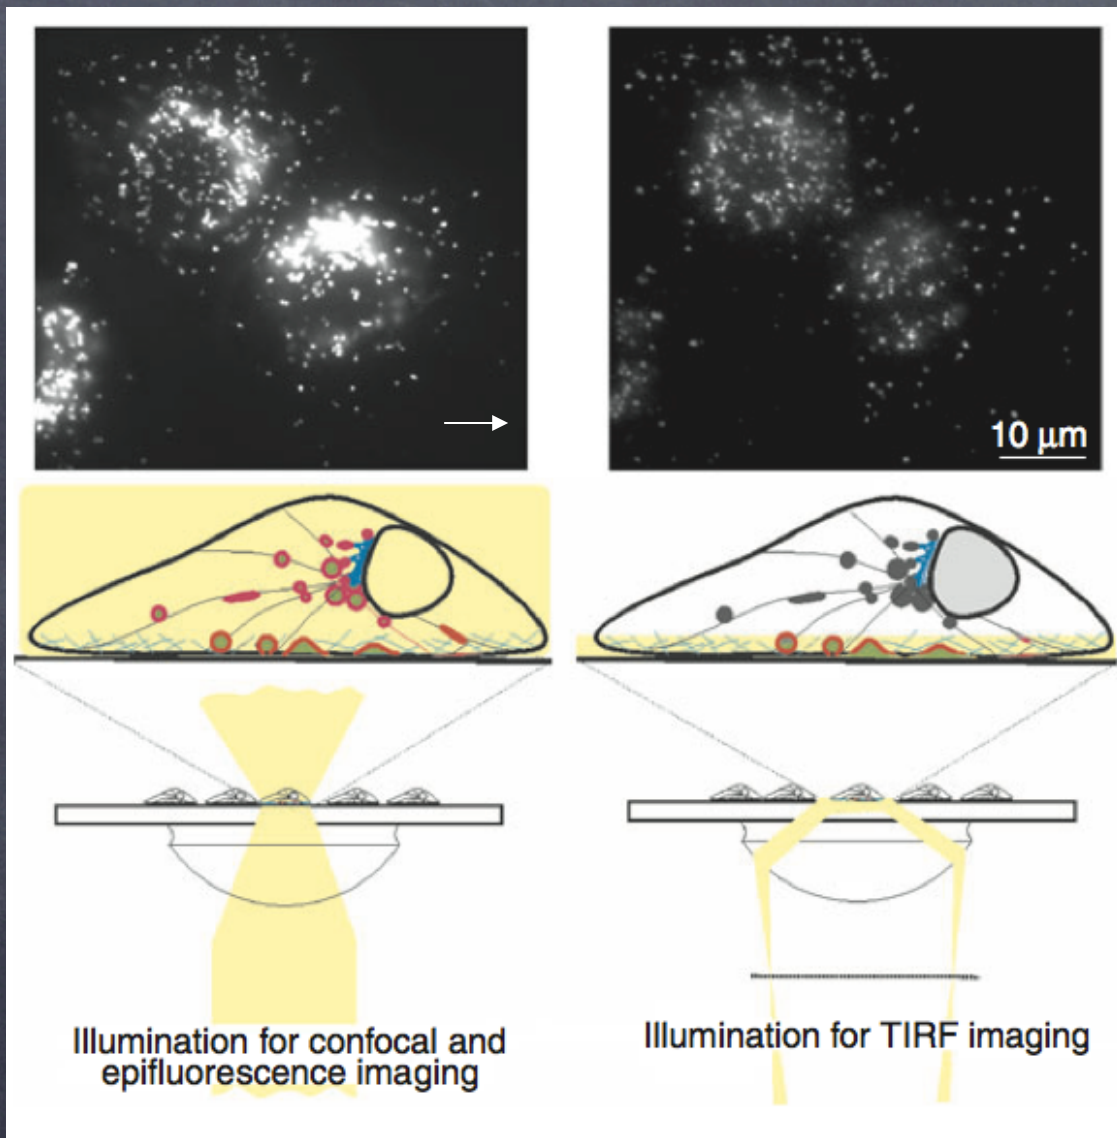 10 μm
Illumination for confocal and
epifluorescence imaging
Illumination for TIRF imaging